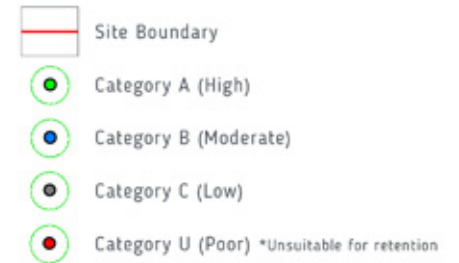 Site Boundary
Category A (High)
Category B (Moderate)
Category C (Low)
Category U (Poor) *Unsuitable for retention